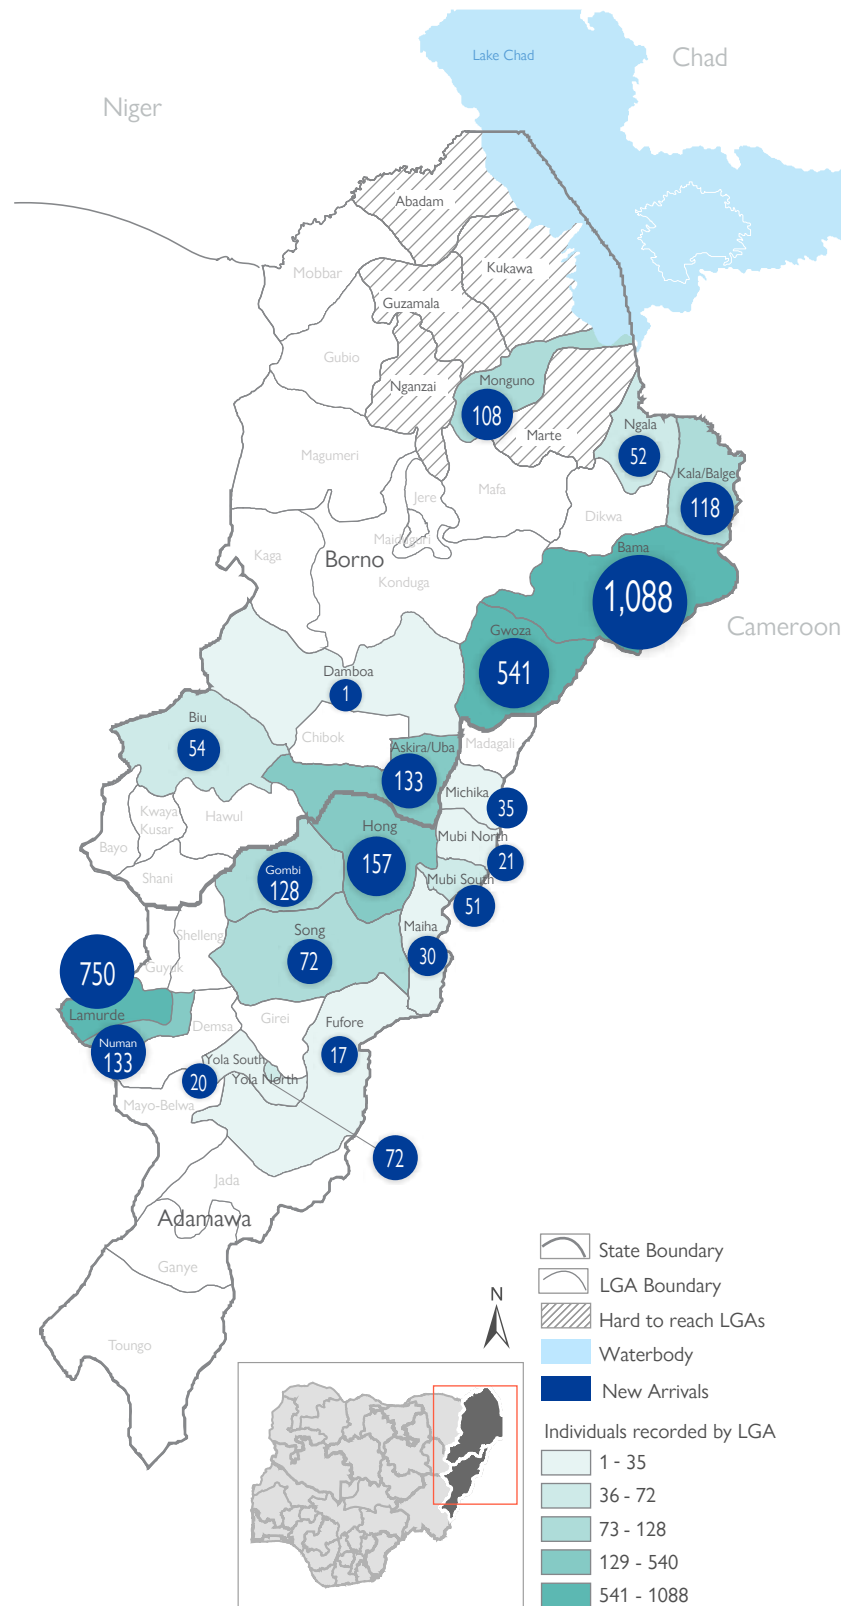 Lake Chad
Chad
Niger
Abadam
Mobbar
Kukawa
Guzamala
Gubio
Monguno
Nganzai
108
Ngala
Marte
Magumeri
52
Kala/Balge
Jere
Mafa
118
Dikwa
Maiduguri
Bama
Kaga
Borno
Konduga
1,088
Cameroon
Gwoza
541
Damboa
1
Biu
Chibok
Askira/Uba
Madagali
54
133
Michika
Kwaya
Kusar
Hawul
35
Hong
Mubi North
Bayo
157
21
Gombi
128
Shani
Mubi South
51
Maiha
Song
Shelleng
72
30
750
Guyuk
Lamurde
Demsa
Girei
Fufore
Numan
133
17
Yola South
Yola North
20
Mayo-Belwa
72
Jada
Adamawa
Ganye
Toungo
N
State Boundary
LGA Boundary
Hard to reach LGAs
Waterbody
New Arrivals
Individuals recorded by LGA
1 - 35
36 - 72
73 - 128
129 - 540
541 - 1088